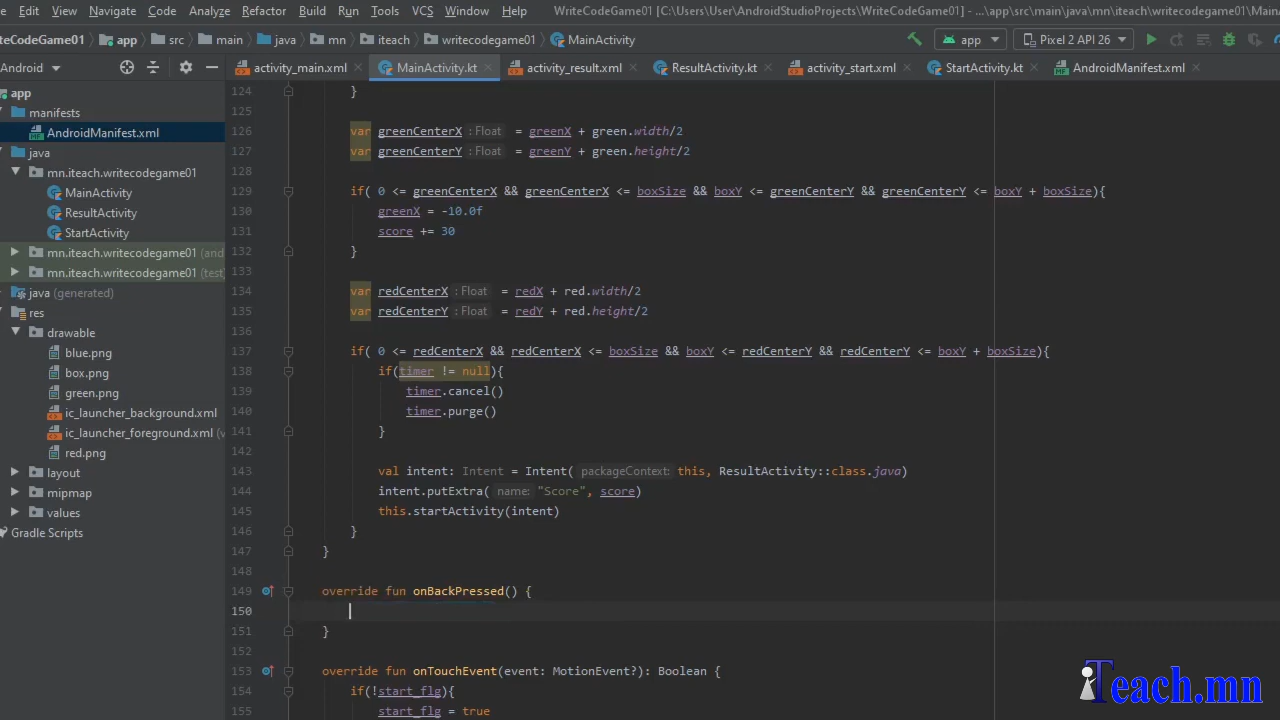 File Edit View Navigate Code Analyze Refactor Build Run Tools VCS Window Help WriteCodeGame01 [C:\Users\User\AndroidStudioProjects\WriteCodeGame01] - ...\app\src\main\java\mn\iteach\writecodegame01\Main
iteCodeGame01 app src main java mn iteach writecodegame01 MainActivity app Pixel 2 API 26
Android activity_main.xml MainActivity.kt activity_result.xml ResultActivity.kt activity_start.xml StartActivity.kt AndroidManifest.xml
app
manifests
AndroidManifest.xml
java
mn.iteach.writecodegame01
MainActivity
ResultActivity
StartActivity
mn.iteach.writecodegame01 (and
mn.iteach.writecodegame01 (test
java (generated)
res
drawable
blue.png
box.png
green.png
ic_launcher_background.xml
ic_launcher_foreground.xml (v
red.png
layout
mipmap
values
Gradle Scripts
124 }
125
126 var greenCenterX : Float = greenX + green.width/2
127 var greenCenterY : Float = greenY + green.height/2
128
129 if( 0 <= greenCenterX && greenCenterX <= boxSize && boxY <= greenCenterY && greenCenterY <= boxY + boxSize){
130 greenX = -10.0f
131 score += 30
132 }
133
134 var redCenterX : Float = redX + red.width/2
135 var redCenterY : Float = redY + red.height/2
136
137 if( 0 <= redCenterX && redCenterX <= boxSize && boxY <= redCenterY && redCenterY <= boxY + boxSize){
138 if(timer != null){
139 timer.cancel()
140 timer.purge()
141 }
142
143 val intent: Intent = Intent( packageContext: this, ResultActivity::class.java)
144 intent.putExtra( name: "Score", score)
145 this.startActivity(intent)
146 }
147 }
148
149 override fun onBackPressed() {
150
151 }
152
153 override fun onTouchEvent(event: MotionEvent?): Boolean {
154 if(!start_flg){
155 start_flg = true
iTeach.mn